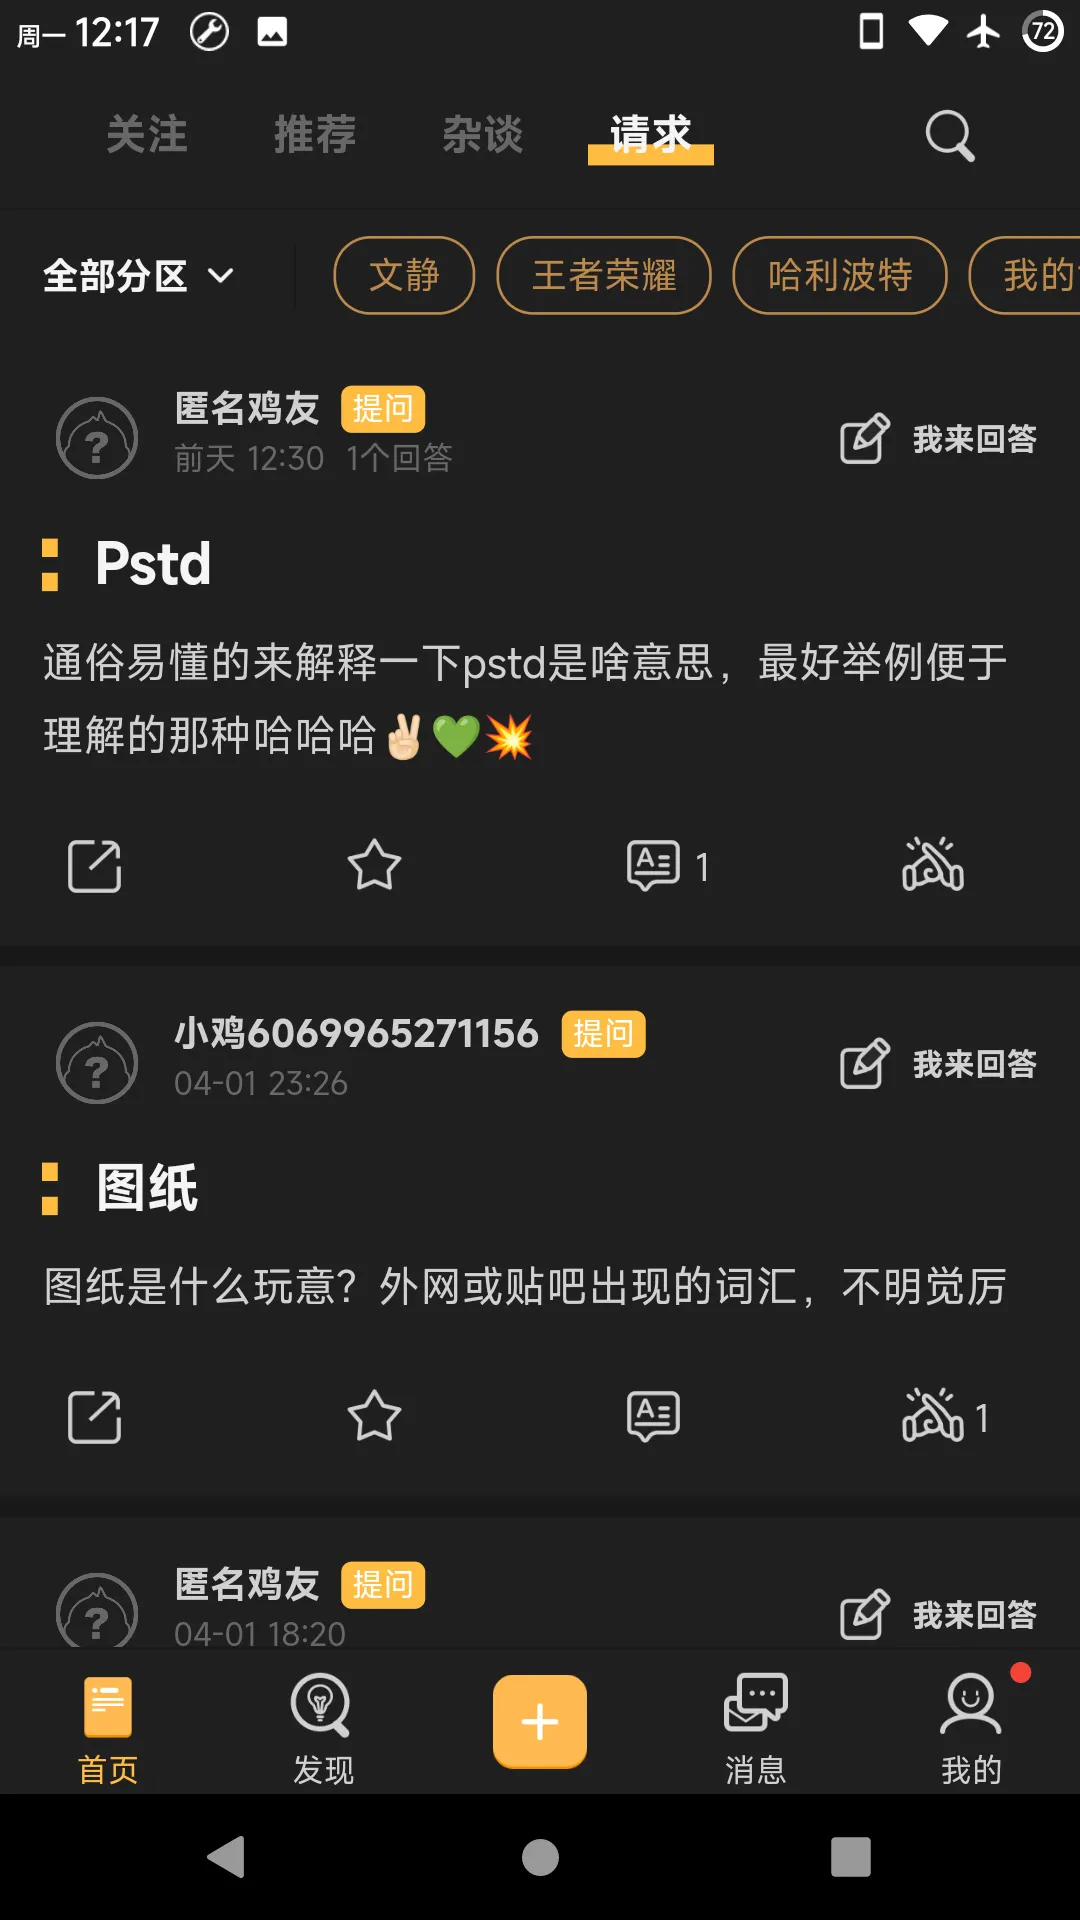 周一 12:17 72
关注 推荐 杂谈 请求
全部分区 文静 王者荣耀 哈利波特 我的
匿名鸡友 提问
前天 12:30 1个回答 我来回答
Pstd
通俗易懂的来解释一下pstd是啥意思，最好举例便于
理解的那种哈哈哈✌🏻💚💥
1
小鸡6069965271156 提问
04-01 23:26 我来回答
图纸
图纸是什么玩意？外网或贴吧出现的词汇，不明觉厉
1
匿名鸡友 提问
04-01 18:20 我来回答
首页 发现 消息 我的